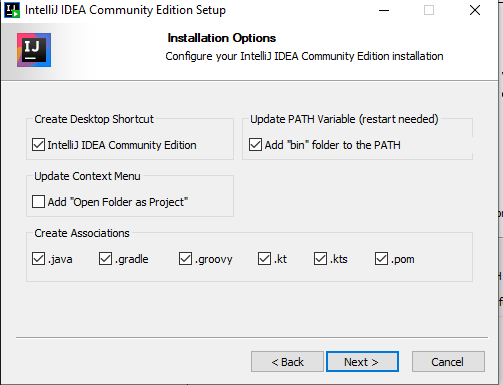 IntelliJ IDEA Community Edition Setup
IJ
Installation Options
Configure your IntelliJ IDEA Community Edition installation
Create Desktop Shortcut
IntelliJ IDEA Community Edition
Update PATH Variable (restart needed)
Add "bin" folder to the PATH
Update Context Menu
Add "Open Folder as Project"
Create Associations
.java .gradle .groovy .kt .kts .pom
< Back Next > Cancel